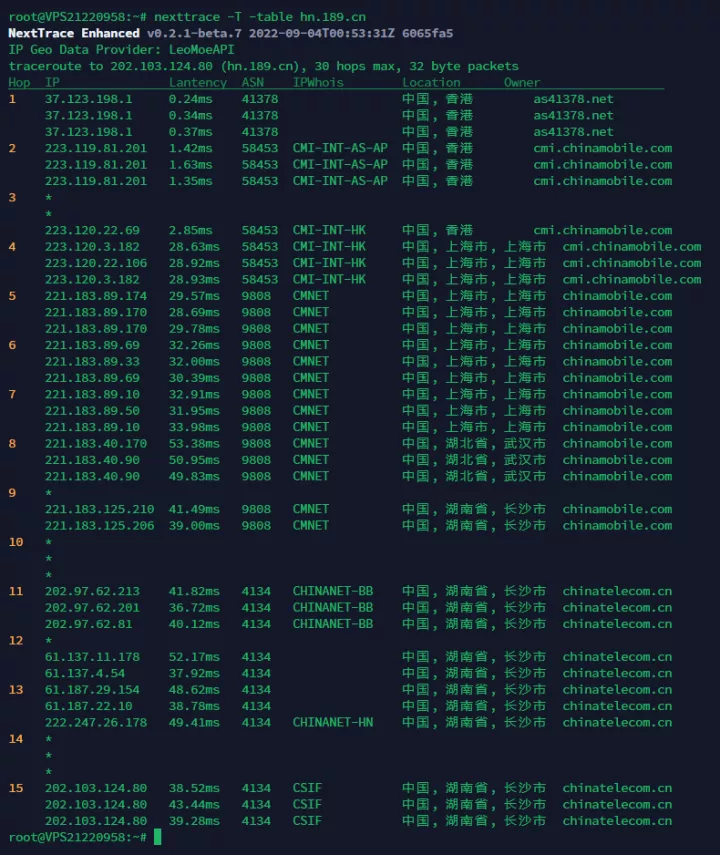 root@VPS21220958:~# nexttrace -T -table hn.189.cn
NextTrace Enhanced v0.2.1-beta.7 2022-09-04T00:53:31Z 6065fa5
IP Geo Data Provider: LeoMoeAPI
traceroute to 202.103.124.80 (hn.189.cn), 30 hops max, 32 byte packets
Hop IP Lantency ASN IPWhois Location Owner
1 37.123.198.1 0.24ms 41378 中国, 香港 as41378.net
37.123.198.1 0.34ms 41378 中国, 香港 as41378.net
37.123.198.1 0.37ms 41378 中国, 香港 as41378.net
2 223.119.81.201 1.42ms 58453 CMI-INT-AS-AP 中国, 香港 cmi.chinamobile.com
223.119.81.201 1.63ms 58453 CMI-INT-AS-AP 中国, 香港 cmi.chinamobile.com
223.119.81.201 1.35ms 58453 CMI-INT-AS-AP 中国, 香港 cmi.chinamobile.com
3 *
*
223.120.22.69 2.85ms 58453 CMI-INT-HK 中国, 香港 cmi.chinamobile.com
4 223.120.3.182 28.63ms 58453 CMI-INT-HK 中国, 上海市, 上海市 cmi.chinamobile.com
223.120.22.106 28.92ms 58453 CMI-INT-HK 中国, 上海市, 上海市 cmi.chinamobile.com
223.120.3.182 28.93ms 58453 CMI-INT-HK 中国, 上海市, 上海市 cmi.chinamobile.com
5 221.183.89.174 29.57ms 9808 CMNET 中国, 上海市, 上海市 chinamobile.com
221.183.89.170 28.69ms 9808 CMNET 中国, 上海市, 上海市 chinamobile.com
221.183.89.170 29.78ms 9808 CMNET 中国, 上海市, 上海市 chinamobile.com
6 221.183.89.69 32.26ms 9808 CMNET 中国, 上海市, 上海市 chinamobile.com
221.183.89.33 32.00ms 9808 CMNET 中国, 上海市, 上海市 chinamobile.com
221.183.89.69 30.39ms 9808 CMNET 中国, 上海市, 上海市 chinamobile.com
7 221.183.89.10 32.91ms 9808 CMNET 中国, 上海市, 上海市 chinamobile.com
221.183.89.50 31.95ms 9808 CMNET 中国, 上海市, 上海市 chinamobile.com
221.183.89.10 33.98ms 9808 CMNET 中国, 上海市, 上海市 chinamobile.com
8 221.183.40.170 53.38ms 9808 CMNET 中国, 湖北省, 武汉市 chinamobile.com
221.183.40.90 50.95ms 9808 CMNET 中国, 湖北省, 武汉市 chinamobile.com
221.183.40.90 49.83ms 9808 CMNET 中国, 湖北省, 武汉市 chinamobile.com
9 *
221.183.125.210 41.49ms 9808 CMNET 中国, 湖南省, 长沙市 chinamobile.com
221.183.125.206 39.00ms 9808 CMNET 中国, 湖南省, 长沙市 chinamobile.com
10 *
*
*
11 202.97.62.213 41.82ms 4134 CHINANET-BB 中国, 湖南省, 长沙市 chinatelecom.cn
202.97.62.201 36.72ms 4134 CHINANET-BB 中国, 湖南省, 长沙市 chinatelecom.cn
202.97.62.81 40.12ms 4134 CHINANET-BB 中国, 湖南省, 长沙市 chinatelecom.cn
12 *
61.137.11.178 52.17ms 4134 中国, 湖南省, 长沙市 chinatelecom.cn
61.137.4.54 37.92ms 4134 中国, 湖南省, 长沙市 chinatelecom.cn
13 61.187.29.154 48.62ms 4134 中国, 湖南省, 长沙市 chinatelecom.cn
61.187.22.10 38.78ms 4134 中国, 湖南省, 长沙市 chinatelecom.cn
222.247.26.178 49.41ms 4134 CHINANET-HN 中国, 湖南省, 长沙市 chinatelecom.cn
14 *
*
*
15 202.103.124.80 38.52ms 4134 CSIF 中国, 湖南省, 长沙市 chinatelecom.cn
202.103.124.80 43.44ms 4134 CSIF 中国, 湖南省, 长沙市 chinatelecom.cn
202.103.124.80 39.28ms 4134 CSIF 中国, 湖南省, 长沙市 chinatelecom.cn
root@VPS21220958:~#